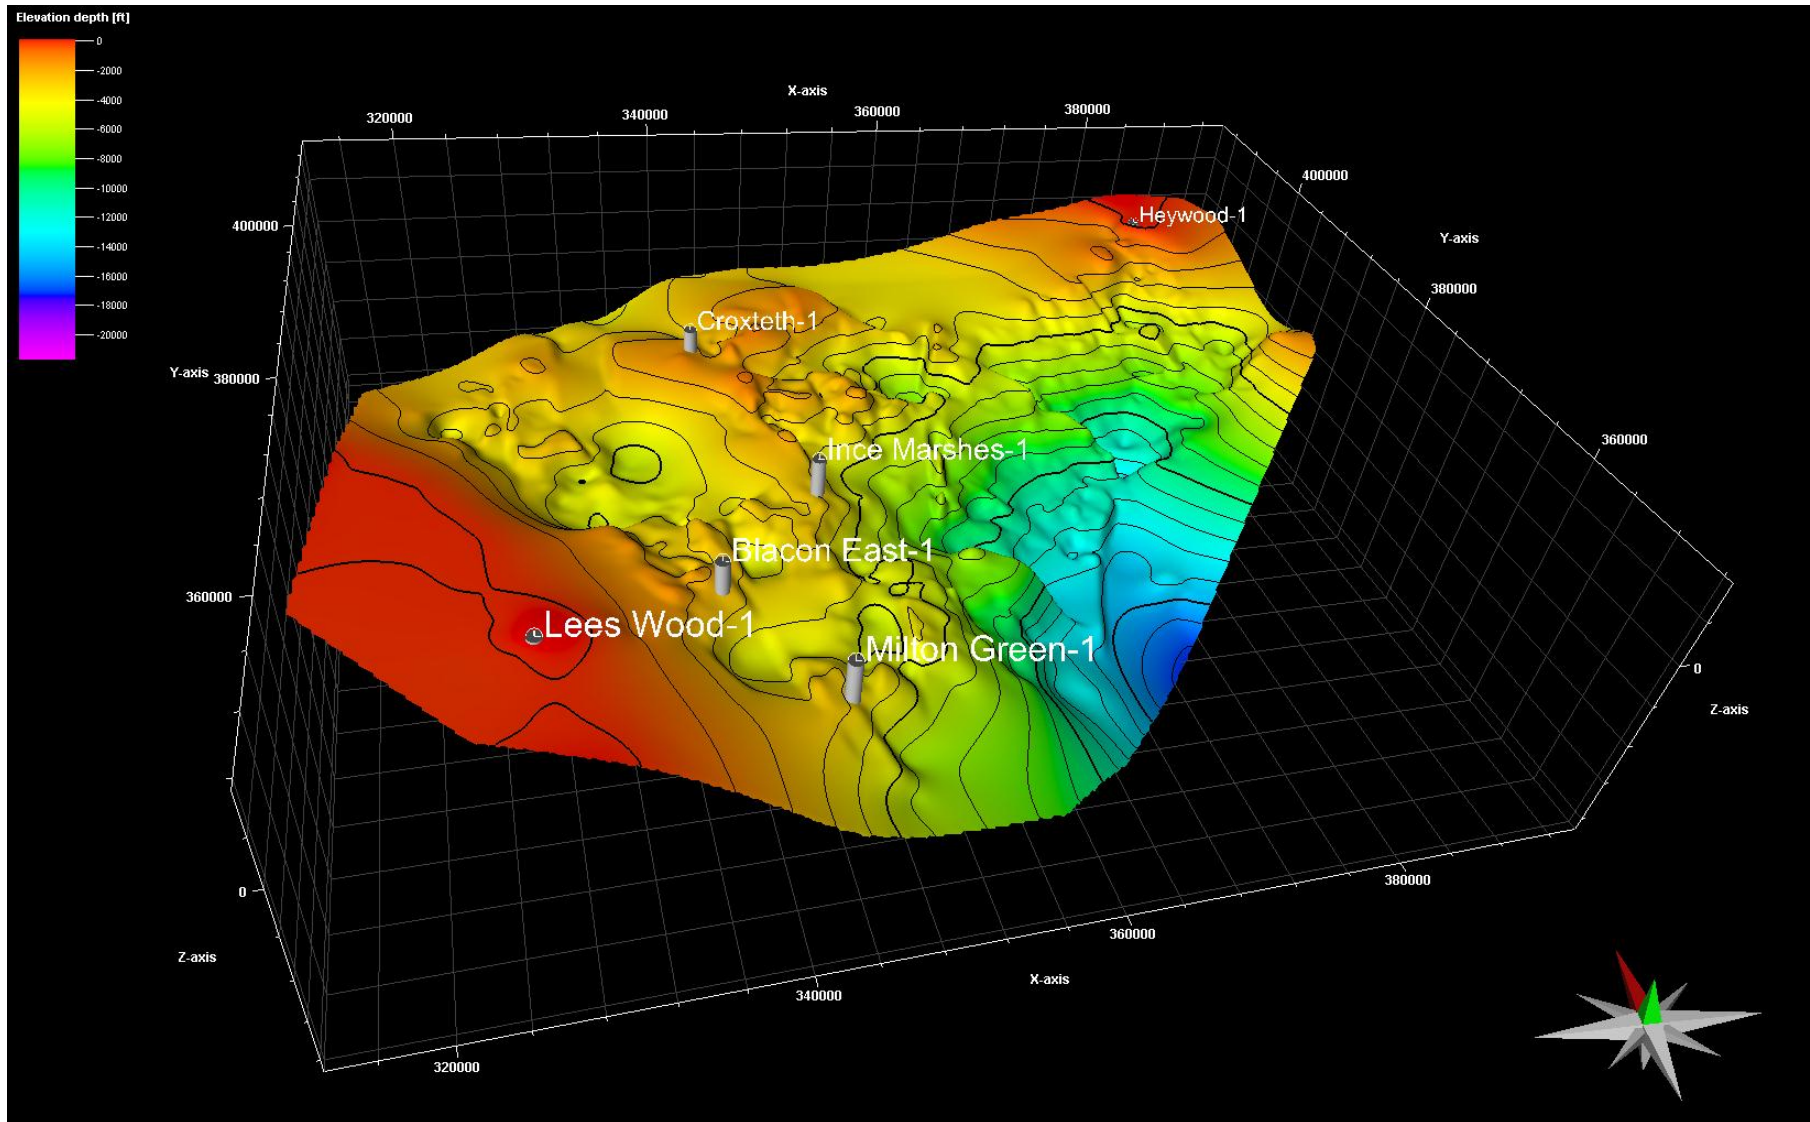 Elevation depth [ft]
0
-2000
-4000
-6000
-8000
-10000
-12000
-14000
-16000
-18000
-20000
X-axis
320000
340000
360000
380000
400000
400000
Heywood-1
Y-axis
380000
Croxteth-1
Y-axis
380000
360000
Ince Marshes-1
Blacon East-1
360000
Lees Wood-1
Milton Green-1
0
Z-axis
380000
0
360000
Z-axis
X-axis
340000
320000